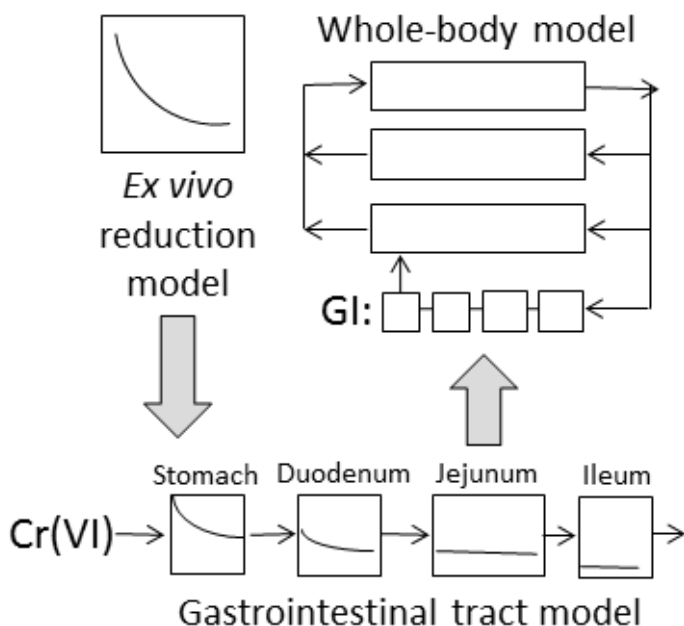 Whole-body model
Ex vivo
reduction
model
GI:
Stomach
Duodenum
Jejunum
Ileum
Cr(VI)
Gastrointestinal tract model